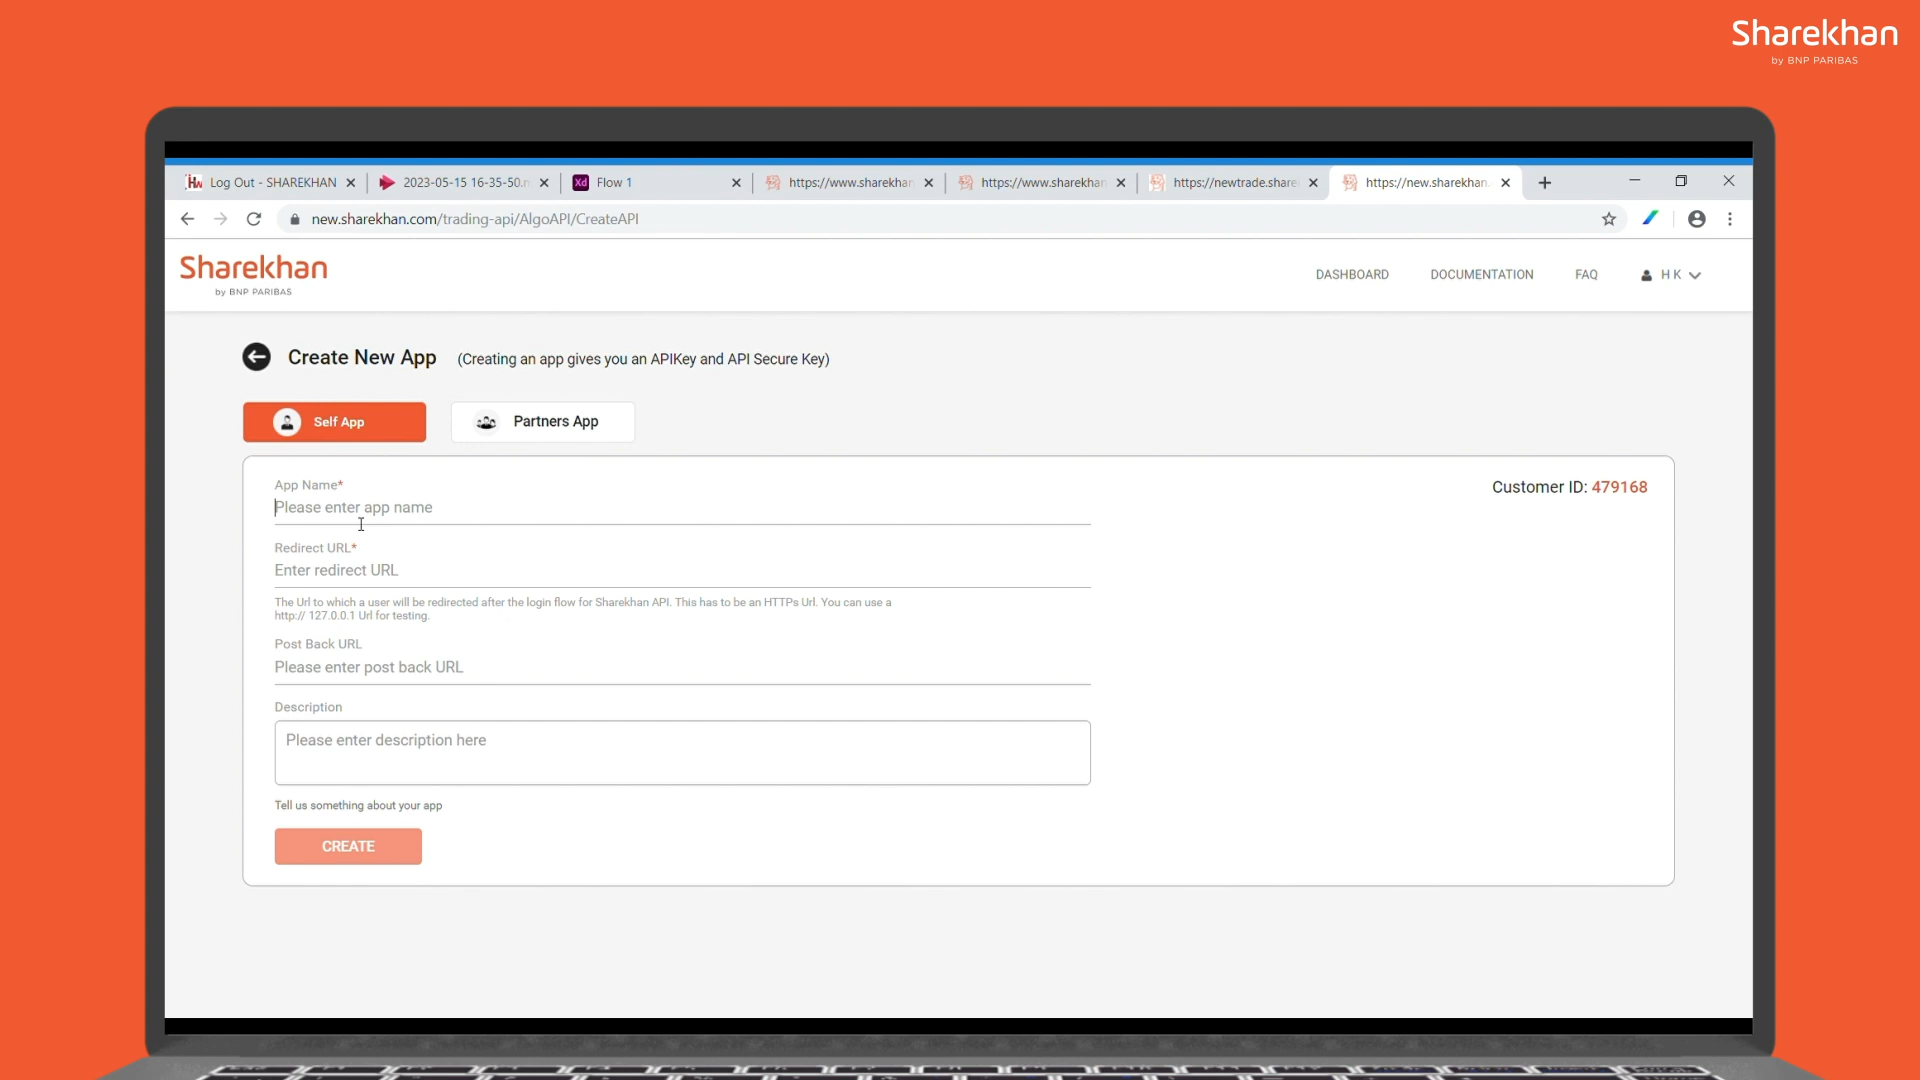 Sharekhan
by BNP PARIBAS
Log Out - SHAREKHAN
2023-05-15 16-35-50.
Xd Flow 1
https://www.sharekhan
https://www.sharekhan
https://newtrade.share
https://new.sharekhan.
new.sharekhan.com/trading-api/AlgoAPI/CreateAPI
Sharekhan
by BNP PARIBAS
DASHBOARD
DOCUMENTATION
FAQ
H K
Create New App
(Creating an app gives you an APIKey and API Secure Key)
Self App
Partners App
Customer ID: 479168
App Name*
Please enter app name
Redirect URL*
Enter redirect URL
The Url to which a user will be redirected after the login flow for Sharekhan API. This has to be an HTTPs Url. You can use a
http:// 127.0.0.1 Url for testing.
Post Back URL
Please enter post back URL
Description
Please enter description here
Tell us something about your app
CREATE